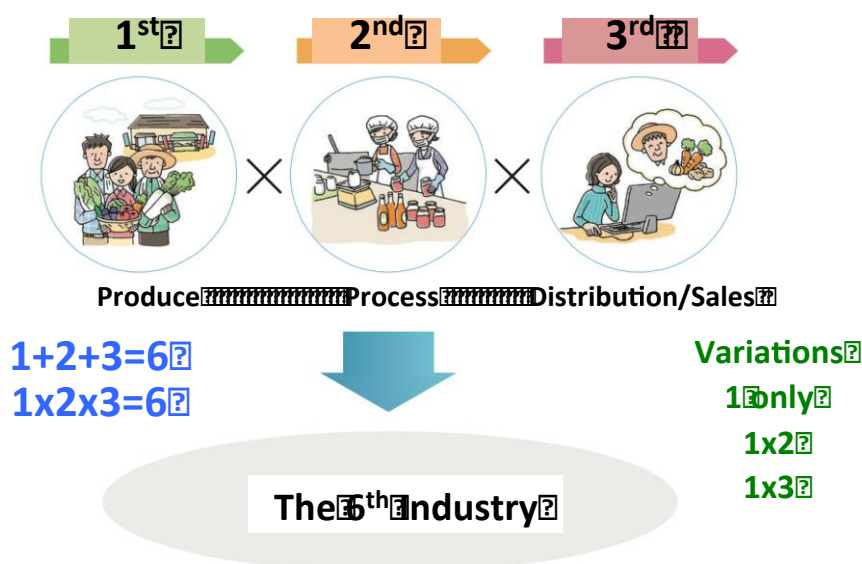 1st 2nd 3rd
× ×
Produce Process Distribution/Sales
1+2+3=6
1x2x3=6
Variations
1 only
1x2
1x3
The 6th Industry